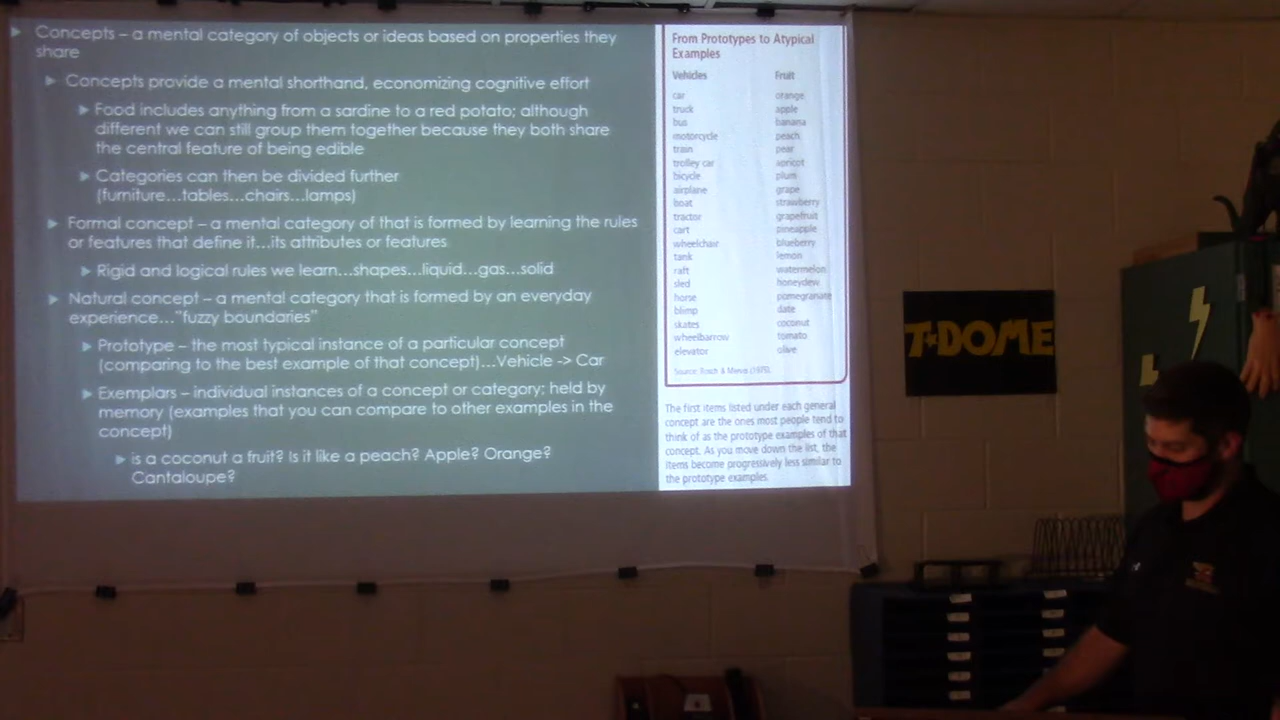 Concepts – a mental category of objects or ideas based on properties they
share
Concepts provide a mental shorthand, economizing cognitive effort
Food includes anything from a sardine to a red potato; although
different we can still group them together because they both share
the central feature of being edible
Categories can then be divided further
(furniture...tables...chairs...lamps)
Formal concept – a mental category of that is formed by learning the rules
or features that define it...its attributes or features
Rigid and logical rules we learn...shapes...liquid...gas...solid
Natural concept – a mental category that is formed by an everyday
experience..."fuzzy boundaries"
Prototype – the most typical instance of a particular concept
(comparing to the best example of that concept)...Vehicle -> Car
Exemplars – individual instances of a concept or category; held by
memory (examples that you can compare to other examples in the
concept)
Is a coconut a fruit? Is it like a peach? Apple? Orange?
Cantaloupe?
From Prototypes to Atypical
Examples
Vehicles Fruit
car orange
truck apple
bus banana
motorcycle peach
train pear
trolley car apricot
bicycle plum
airplane grape
boat strawberry
tractor grapefruit
cart pineapple
wheelchair blueberry
tank lemon
raft watermelon
sled honeydew
horse pomegranate
blimp date
skates coconut
wheelbarrow tomato
elevator olive
Source: Rosch & Mervis (1975).
The first items listed under each general
concept are the ones most people tend to
think of as the prototype examples of that
concept. As you move down the list, the
items become progressively less similar to
the prototype examples.
T★DOME